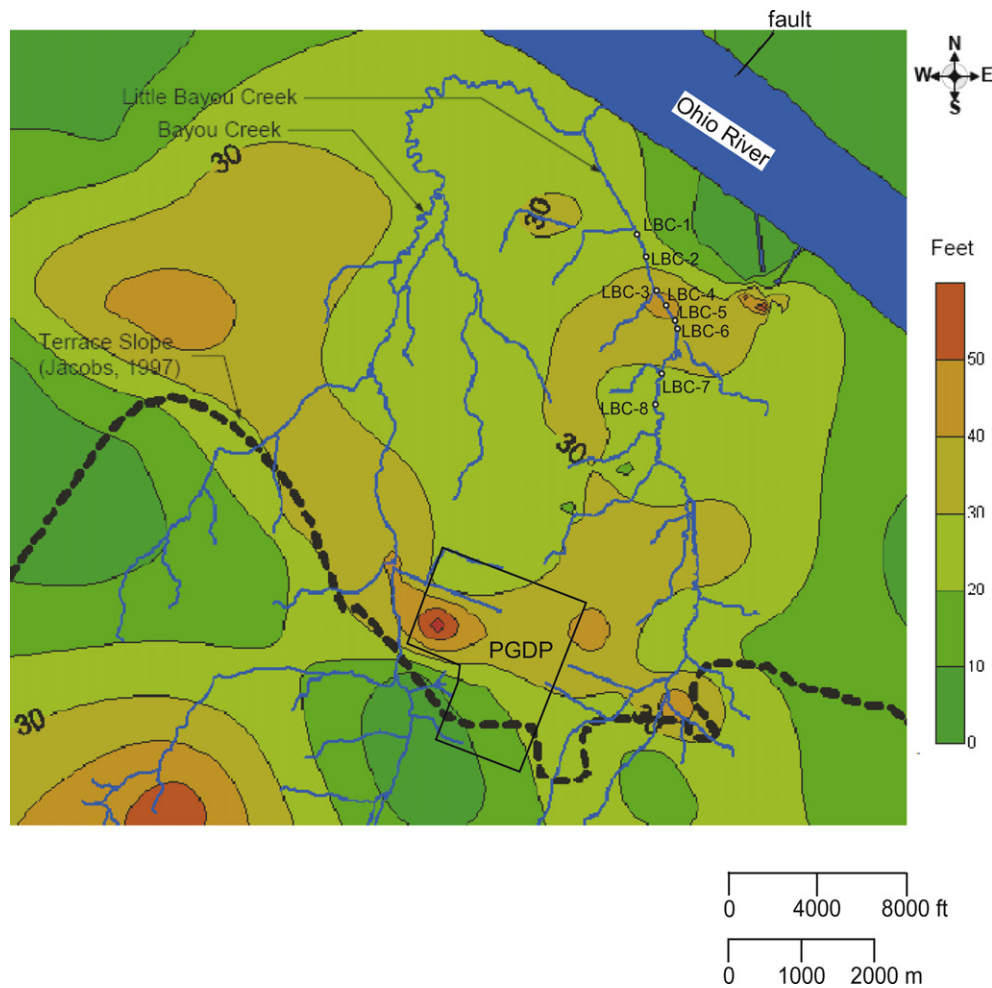 fault
N
W E
S
Little Bayou Creek
Bayou Creek
Ohio River
30
30
LBC-1
LBC-2
LBC-3
LBC-4
LBC-5
LBC-6
LBC-7
LBC-8
Terrace Slope
(Jacobs, 1997)
30
PGDP
30
Feet
50
40
30
20
10
0
0 4000 8000 ft
0 1000 2000 m